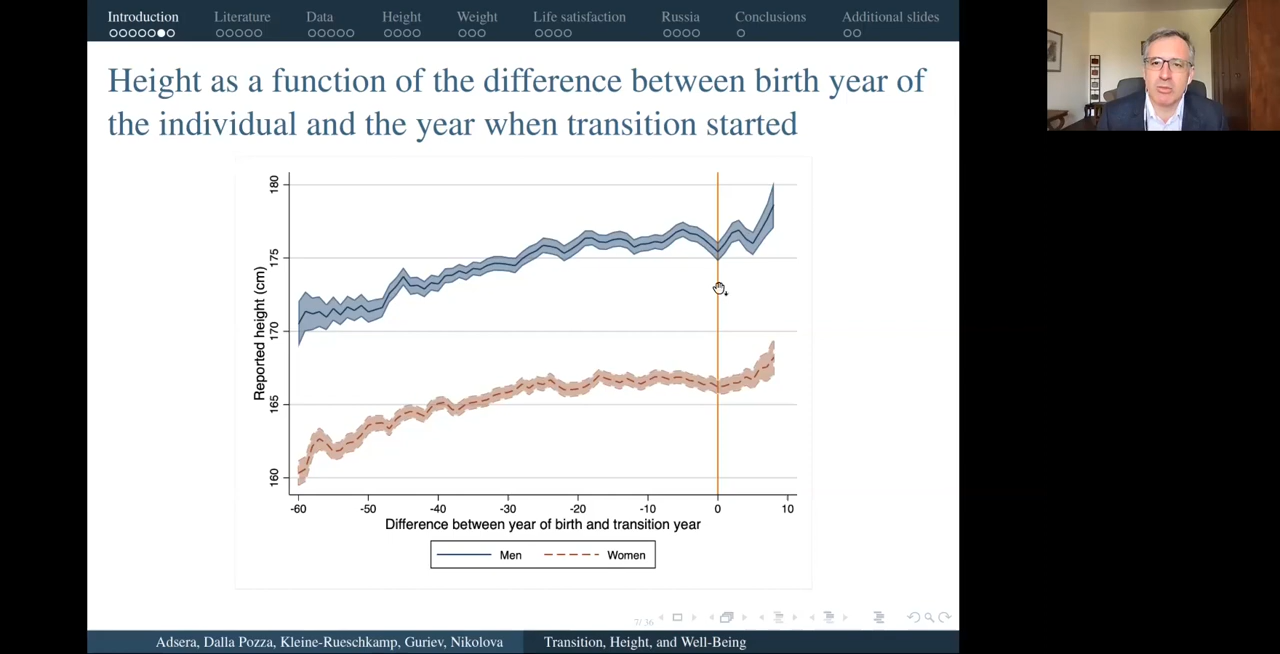 Introduction Literature Data Height Weight Life satisfaction Russia Conclusions Additional slides
Height as a function of the difference between birth year of
the individual and the year when transition started
Reported height (cm)
180
175
170
165
160
-60 -50 -40 -30 -20 -10 0 10
Difference between year of birth and transition year
Men Women
7/36
Adsera, Dalla Pozza, Kleine-Rueschkamp, Guriev, Nikolova Transition, Height, and Well-Being